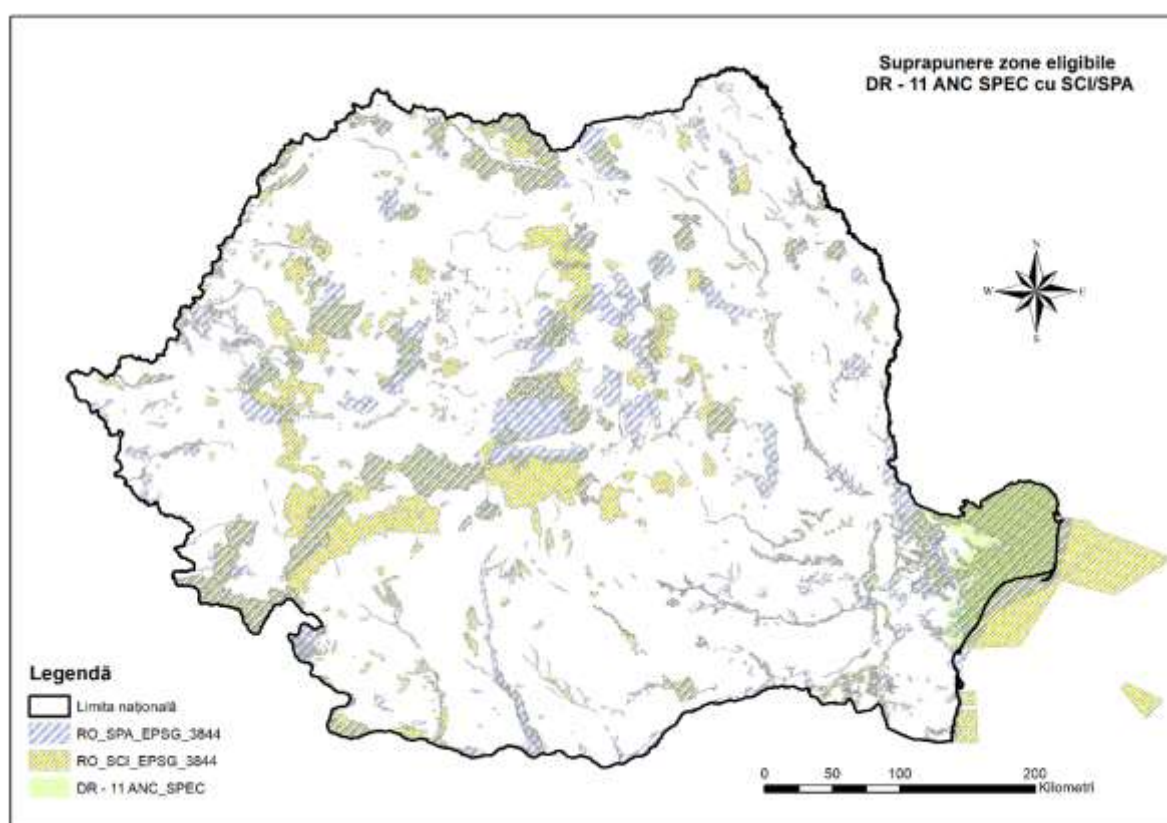 Suprapunere zone eligibile
DR - 11 ANC SPEC cu SCI/SPA
N
W E
S
Legendă
Limita națională
RO_SPA_EPSG_3844
RO_SCI_EPSG_3844
DR - 11 ANC_SPEC
0 50 100 200
Kilometri